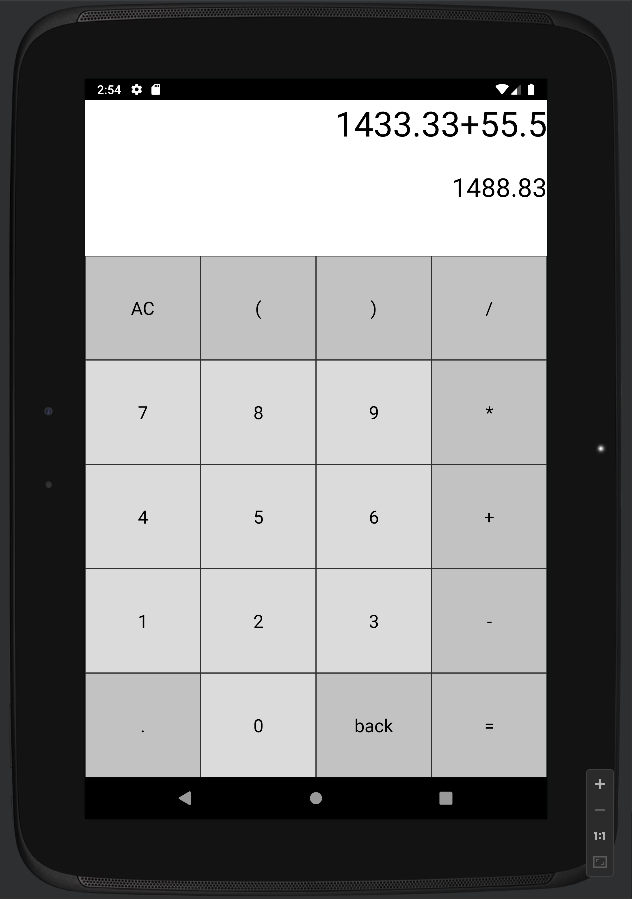 2:54
1433.33+55.5
1488.83
AC ( ) /
7 8 9 *
4 5 6 +
1 2 3 -
. 0 back =
+
−
1:1